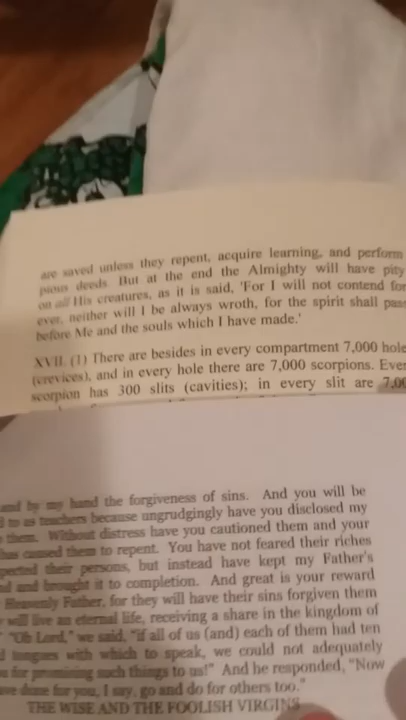 are saved unless they repent, acquire learning, and perform
pious deeds. But at the end the Almighty will have pity
on all His creatures, as it is said, 'For I will not contend for
ever, neither will I be always wroth, for the spirit shall pass
before Me and the souls which I have made.'
XVII. (1) There are besides in every compartment 7,000 hole
(crevices), and in every hole there are 7,000 scorpions. Ever
scorpion has 300 slits (cavities); in every slit are 7,00
and by my hand the forgiveness of sins. And you will be
to us teachers because ungrudgingly have you disclosed my
them. Without distress have you cautioned them and your
has caused them to repent. You have not feared their riches
pected their persons, but instead have kept my Father's
and brought it to completion. And great is your reward
Heavenly Father, for they will have their sins forgiven them
will live an eternal life, receiving a share in the kingdom of
"Oh Lord," we said, "if all of us (and) each of them had ten
tongues with which to speak, we could not adequately
for promising such things to us!" And he responded, "Now
ave done for you, I say, go and do for others too."
THE WISE AND THE FOOLISH VIRGINS